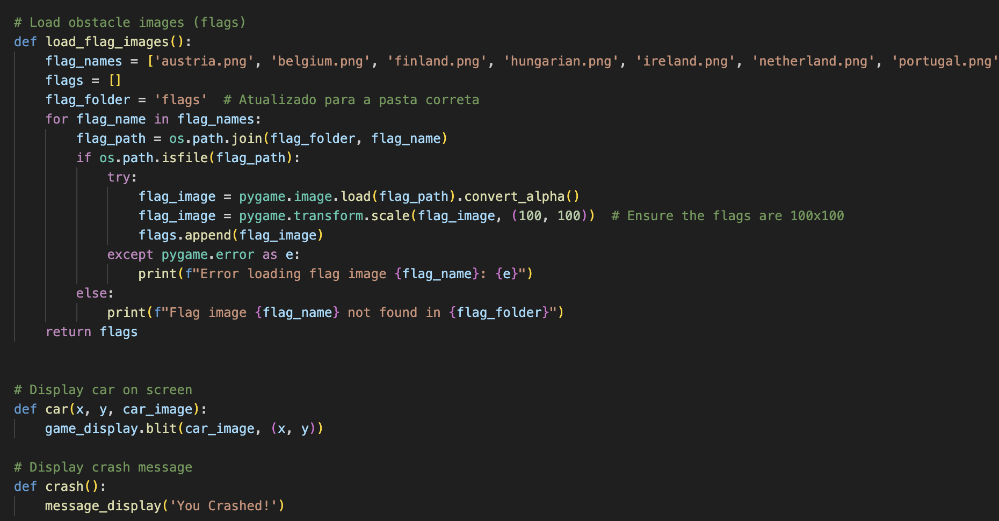 # Load obstacle images (flags)
def load_flag_images():
    flag_names = ['austria.png', 'belgium.png', 'finland.png', 'hungarian.png', 'ireland.png', 'netherland.png', 'portugal.png'
    flags = []
    flag_folder = 'flags'  # Atualizado para a pasta correta
    for flag_name in flag_names:
        flag_path = os.path.join(flag_folder, flag_name)
        if os.path.isfile(flag_path):
            try:
                flag_image = pygame.image.load(flag_path).convert_alpha()
                flag_image = pygame.transform.scale(flag_image, (100, 100))  # Ensure the flags are 100x100
                flags.append(flag_image)
            except pygame.error as e:
                print(f"Error loading flag image {flag_name}: {e}")
        else:
            print(f"Flag image {flag_name} not found in {flag_folder}")
    return flags
# Display car on screen
def car(x, y, car_image):
    game_display.blit(car_image, (x, y))
# Display crash message
def crash():
    message_display('You Crashed!')